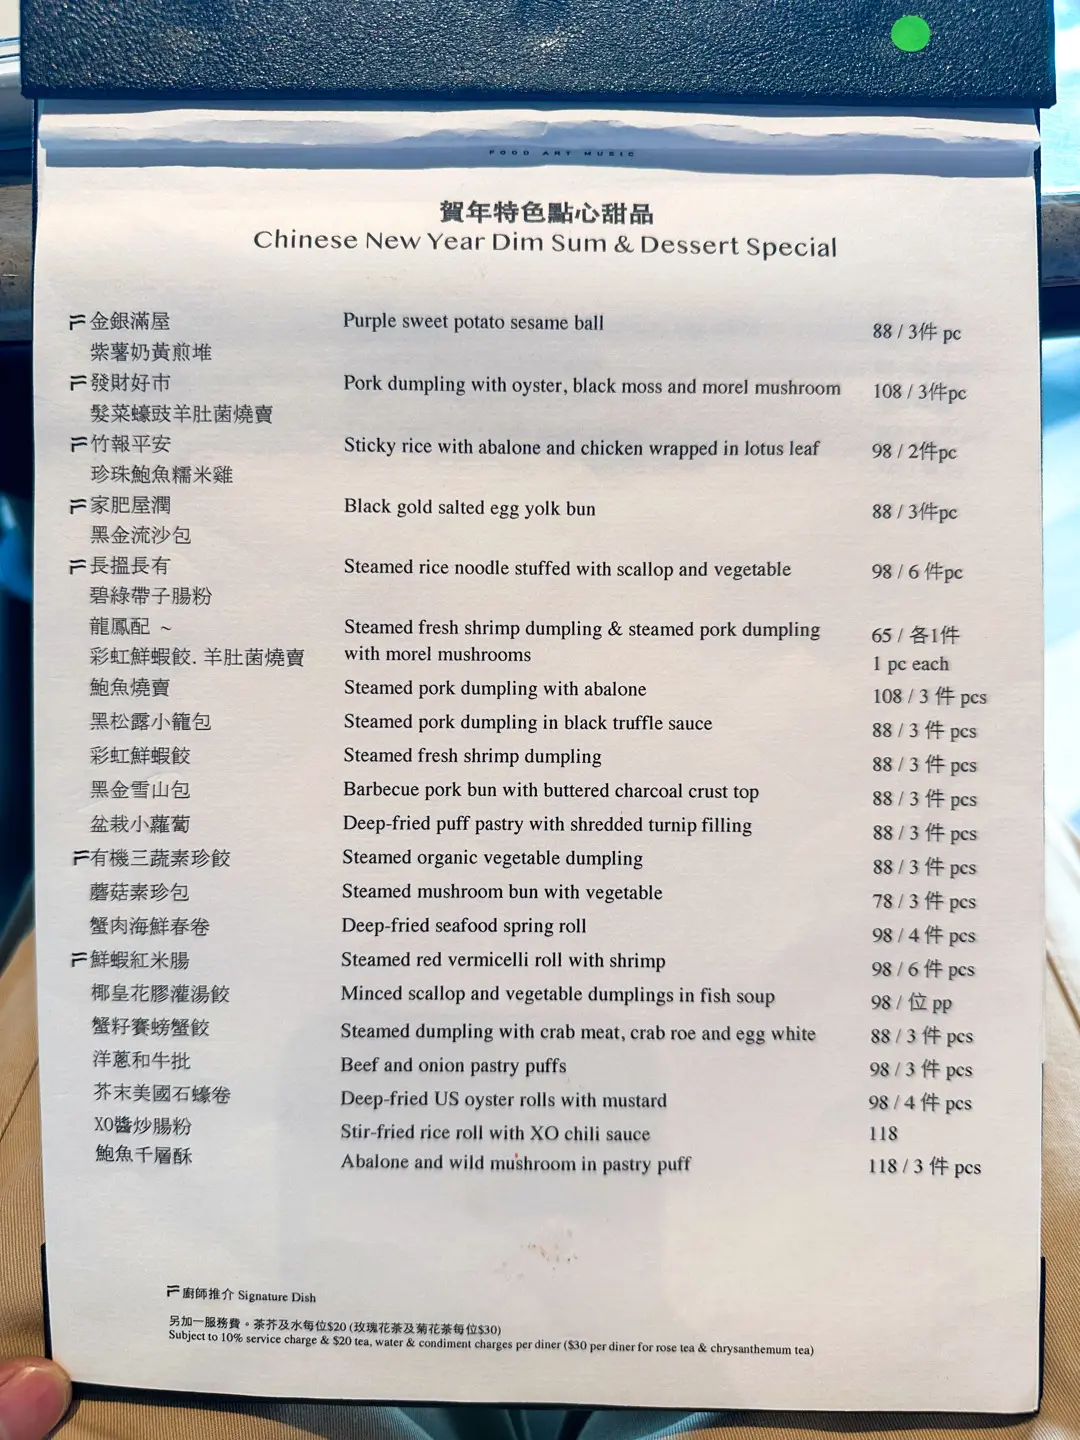 FOOD ART MUSIC
賀年特色點心甜品
Chinese New Year Dim Sum & Dessert Special
金銀滿屋 Purple sweet potato sesame ball 88 / 3件 pc
紫薯奶黃煎堆
發財好市 Pork dumpling with oyster, black moss and morel mushroom 108 / 3件pc
髮菜蠔豉羊肚菌燒賣
竹報平安 Sticky rice with abalone and chicken wrapped in lotus leaf 98 / 2件pc
珍珠鮑魚糯米雞
家肥屋潤 Black gold salted egg yolk bun 88 / 3件pc
黑金流沙包
長搵長有 Steamed rice noodle stuffed with scallop and vegetable 98 / 6 件pc
碧綠帶子腸粉
龍鳳配 ~ Steamed fresh shrimp dumpling & steamed pork dumpling 65 / 各1件
彩虹鮮蝦餃. 羊肚菌燒賣 with morel mushrooms 1 pc each
鮑魚燒賣 Steamed pork dumpling with abalone 108 / 3 件 pcs
黑松露小籠包 Steamed pork dumpling in black truffle sauce 88 / 3 件 pcs
彩虹鮮蝦餃 Steamed fresh shrimp dumpling 88 / 3 件 pcs
黑金雪山包 Barbecue pork bun with buttered charcoal crust top 88 / 3 件 pcs
盆栽小蘿蔔 Deep-fried puff pastry with shredded turnip filling 88 / 3 件 pcs
有機三蔬素珍餃 Steamed organic vegetable dumpling 88 / 3 件 pcs
蘑菇素珍包 Steamed mushroom bun with vegetable 78 / 3 件 pcs
蟹肉海鮮春卷 Deep-fried seafood spring roll 98 / 4 件 pcs
鮮蝦紅米腸 Steamed red vermicelli roll with shrimp 98 / 6 件 pcs
椰皇花膠灌湯餃 Minced scallop and vegetable dumplings in fish soup 98 / 位 pp
蟹籽賽螃蟹餃 Steamed dumpling with crab meat, crab roe and egg white 88 / 3 件 pcs
洋蔥和牛批 Beef and onion pastry puffs 98 / 3 件 pcs
芥末美國石蠔卷 Deep-fried US oyster rolls with mustard 98 / 4 件 pcs
XO醬炒腸粉 Stir-fried rice roll with XO chili sauce 118
鮑魚千層酥 Abalone and wild mushroom in pastry puff 118 / 3 件 pcs
廚師推介 Signature Dish
另加一服務費。茶芥及水每位$20 (玫瑰花茶及菊花茶每位$30)
Subject to 10% service charge & $20 tea, water & condiment charges per diner ($30 per diner for rose tea & chrysanthemum tea)